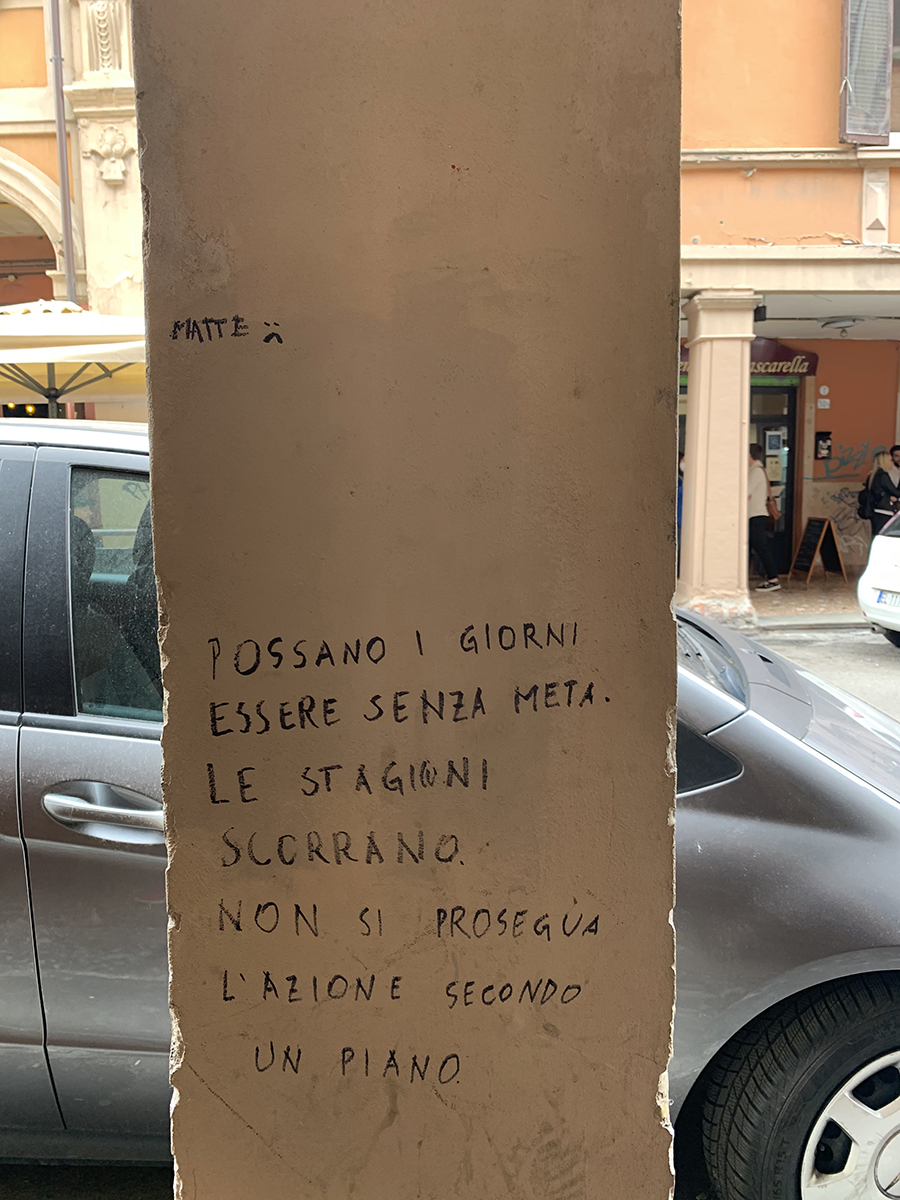 MATTE :(
ascarella
POSSANO I GIORNI
ESSERE SENZA META.
LE STAGIONI
SCORRANO.
NON SI PROSEGUA
L'AZIONE SECONDO
UN PIANO.